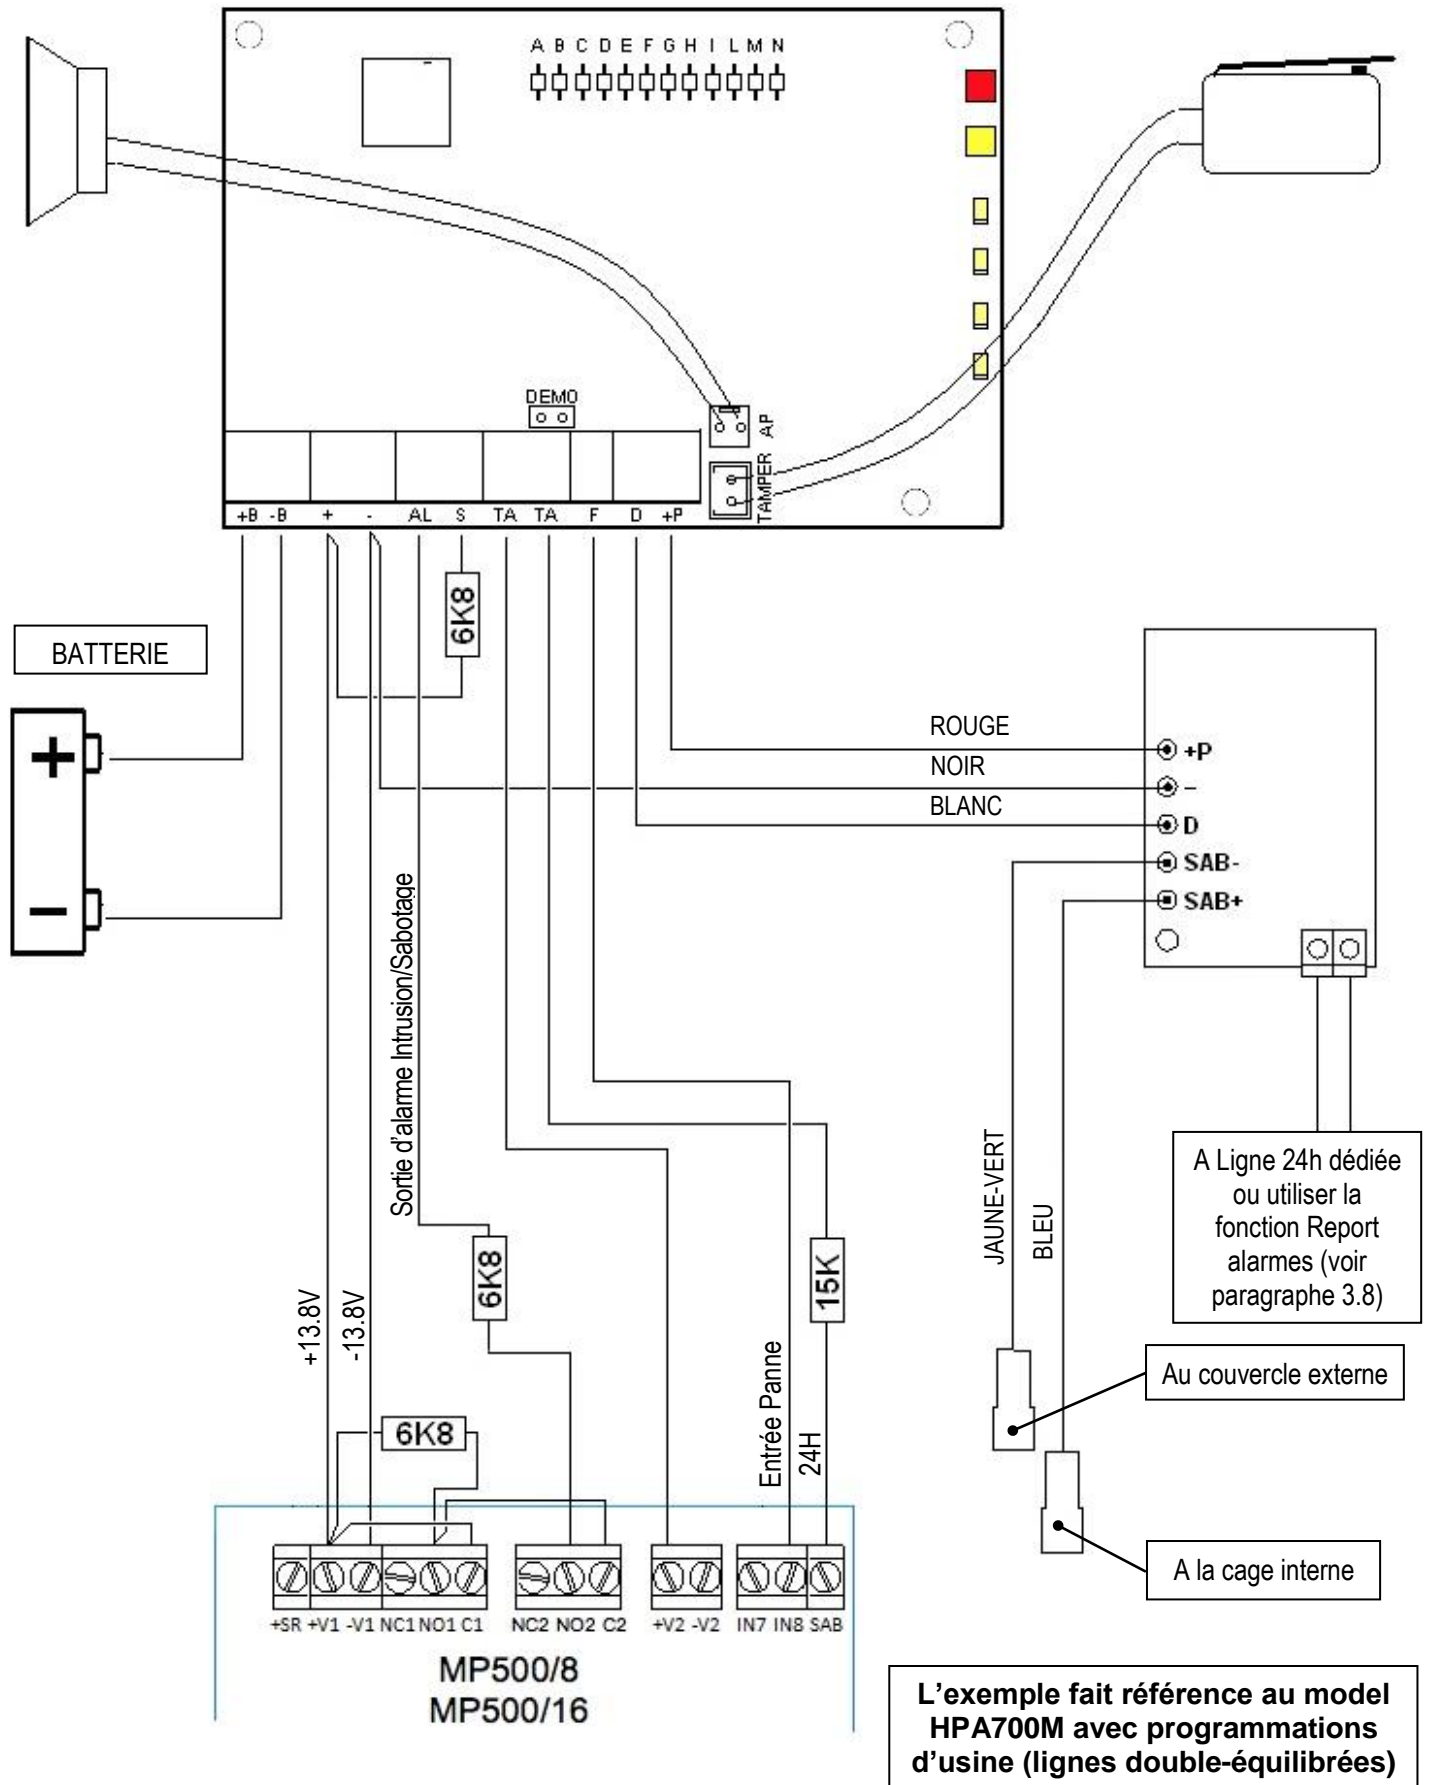 A B C D E F G H I L M N
DEMO
AP
TAMPER
+B -B + - AL S TA TA F D +P
6K8
BATTERIE
+
−
ROUGE
NOIR
BLANC
+P
–
D
SAB-
SAB+
Sortie d'alarme Intrusion/Sabotage
JAUNE-VERT
BLEU
A Ligne 24h dédiée
ou utiliser la
fonction Report
alarmes (voir
paragraphe 3.8)
6K8
15K
+13.8V
-13.8V
Entrée Panne
24H
6K8
Au couvercle externe
A la cage interne
+SR +V1 -V1 NC1 NO1 C1 NC2 NO2 C2 +V2 -V2 IN7 IN8 SAB
MP500/8
MP500/16
L'exemple fait référence au model
HPA700M avec programmations
d'usine (lignes double-équilibrées)